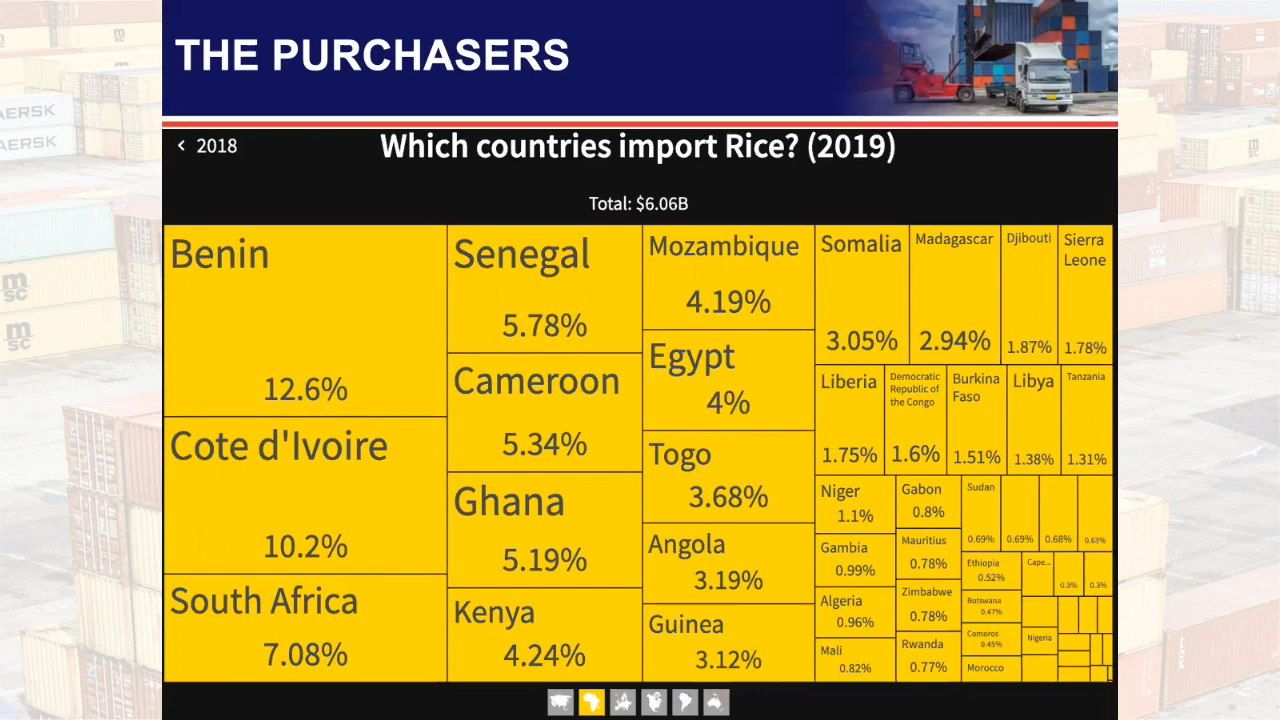 THE PURCHASERS
< 2018
Which countries import Rice? (2019)
Total: $6.06B
Benin
12.6%
Cote d'Ivoire
10.2%
South Africa
7.08%
Senegal
5.78%
Cameroon
5.34%
Ghana
5.19%
Kenya
4.24%
Mozambique
4.19%
Egypt
4%
Togo
3.68%
Angola
3.19%
Guinea
3.12%
Somalia
3.05%
Madagascar
2.94%
Djibouti
1.87%
Sierra
Leone
1.78%
Liberia
1.75%
Democratic
Republic of
the Congo
1.6%
Burkina
Faso
1.51%
Libya
1.38%
Tanzania
1.31%
Niger
1.1%
Gambia
0.99%
Algeria
0.96%
Mali
0.82%
Gabon
0.8%
Mauritius
0.78%
Zimbabwe
0.78%
Rwanda
0.77%
Sudan
0.69%
0.69%
0.68%
0.63%
Ethiopia
0.52%
Botswana
0.47%
Comoros
0.45%
Morocco
Cape...
0.3%
0.3%
Nigeria
AERSK
AERSK
m
sc
m
sc